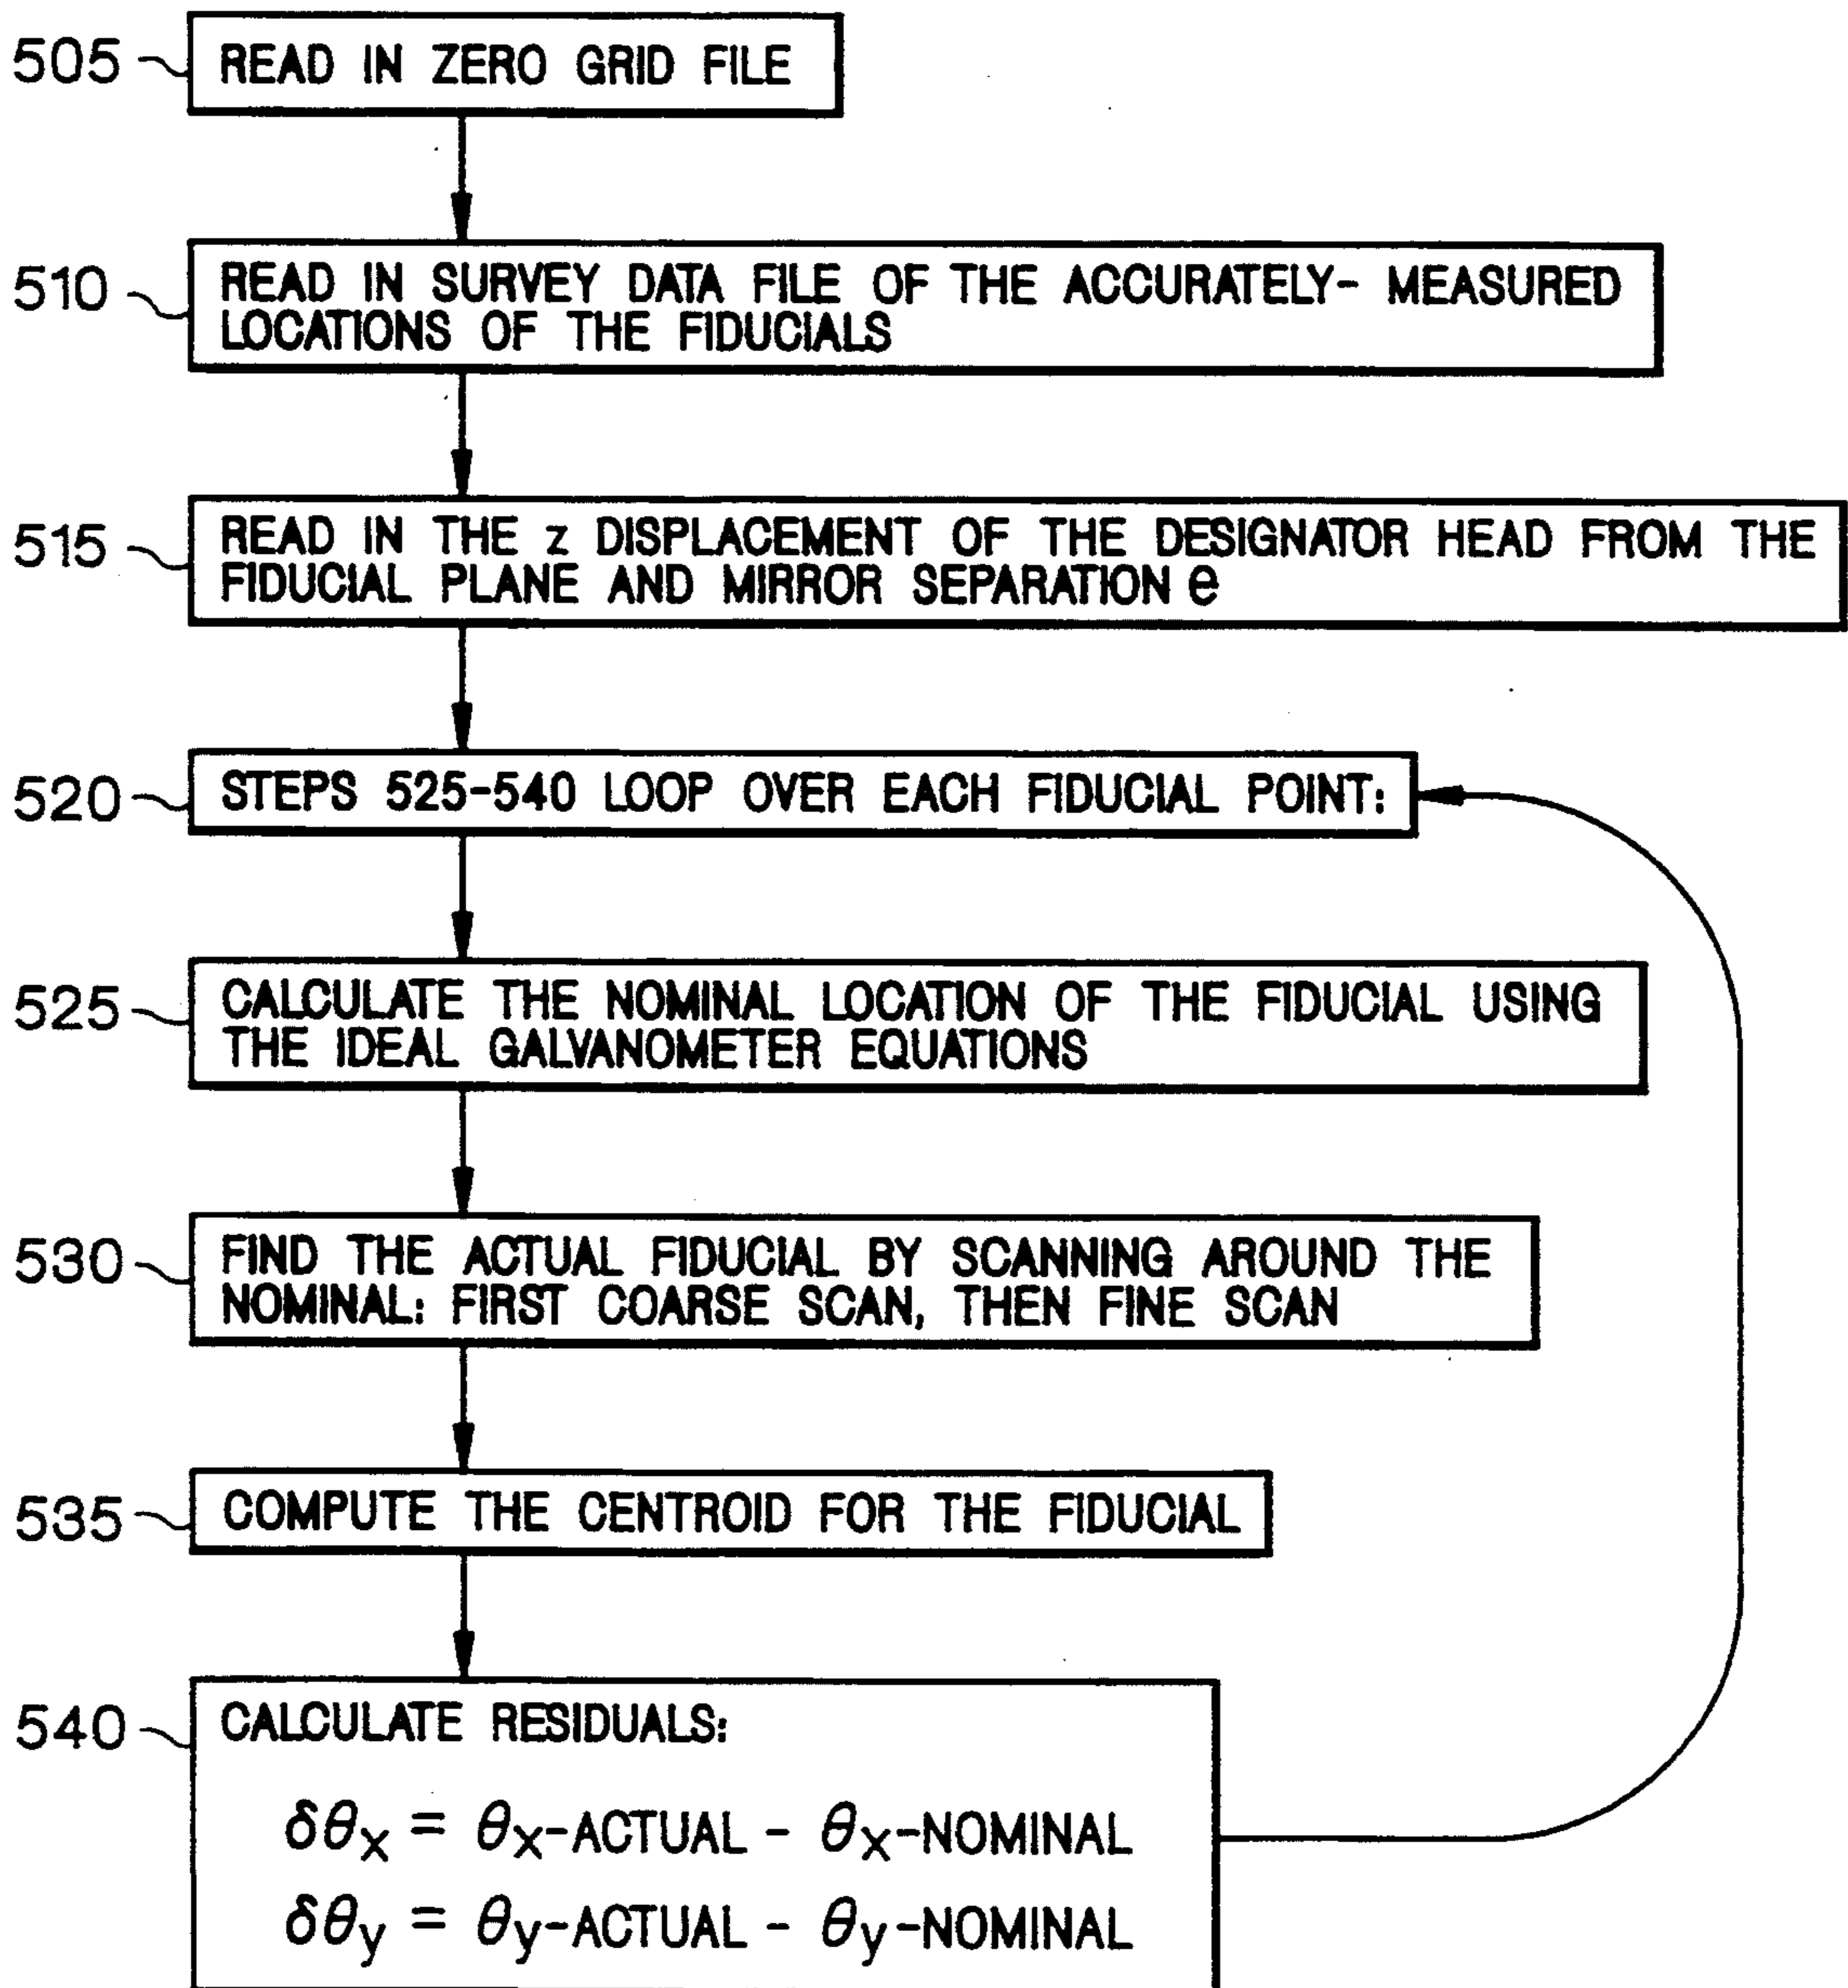 505
READ IN ZERO GRID FILE
510
READ IN SURVEY DATA FILE OF THE ACCURATELY- MEASURED
LOCATIONS OF THE FIDUCIALS
515
READ IN THE z DISPLACEMENT OF THE DESIGNATOR HEAD FROM THE
FIDUCIAL PLANE AND MIRROR SEPARATION e
520
STEPS 525-540 LOOP OVER EACH FIDUCIAL POINT:
525
CALCULATE THE NOMINAL LOCATION OF THE FIDUCIAL USING
THE IDEAL GALVANOMETER EQUATIONS
530
FIND THE ACTUAL FIDUCIAL BY SCANNING AROUND THE
NOMINAL: FIRST COARSE SCAN, THEN FINE SCAN
535
COMPUTE THE CENTROID FOR THE FIDUCIAL
540
CALCULATE RESIDUALS:
δθx = θx-ACTUAL - θx-NOMINAL
δθy = θy-ACTUAL - θy-NOMINAL